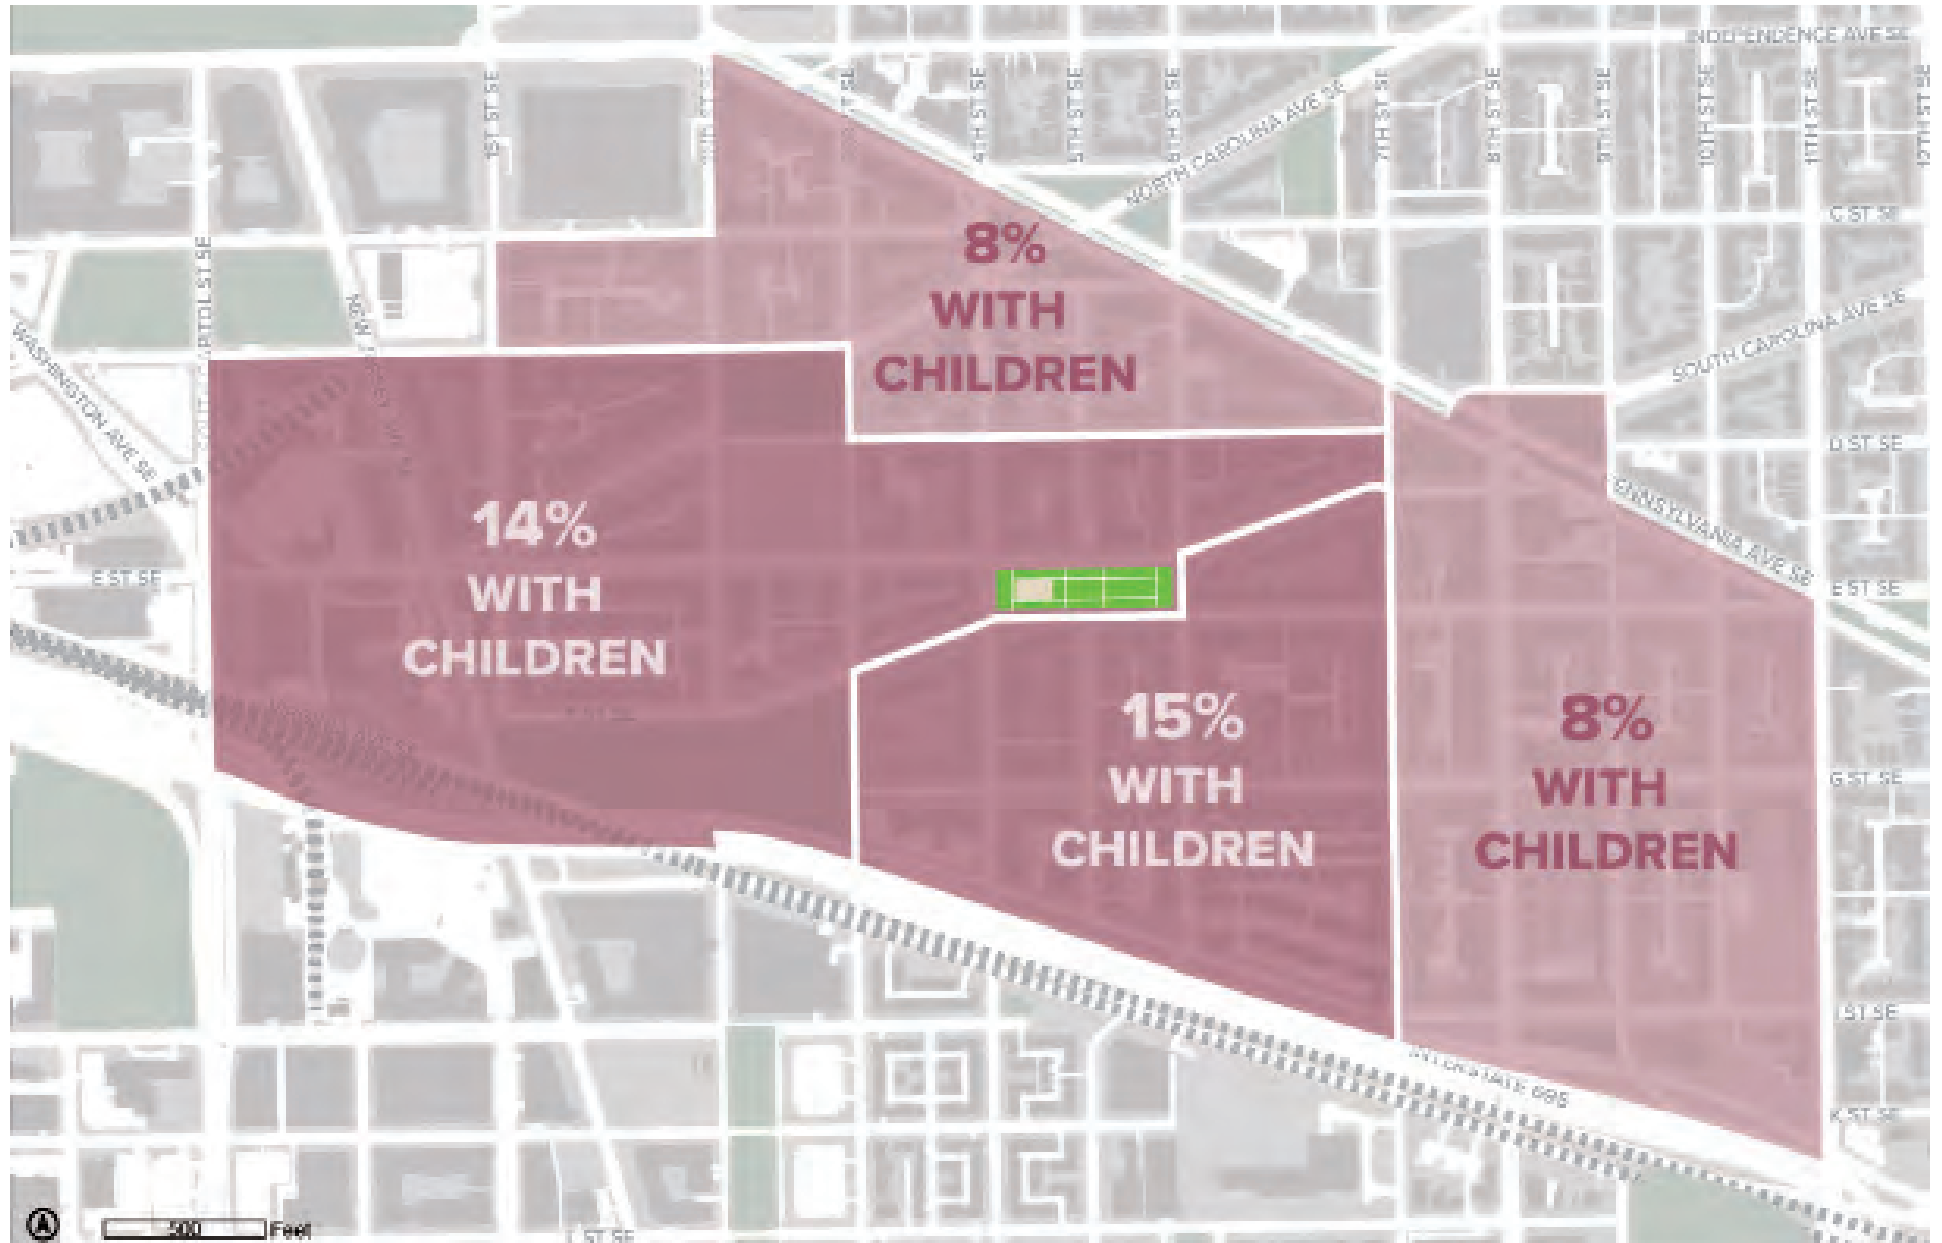 INDEPENDENCE AVE SE
1ST ST SE
4TH ST SE
5TH ST SE
6TH ST SE
NORTH CAROLINA AVE SE
7TH ST SE
8TH ST SE
9TH ST SE
10TH ST SE
11TH ST SE
12TH ST SE
C ST SE
8%
WITH
CHILDREN
WASHINGTON AVE SE
SOUTH CAROLINA AVE SE
D ST SE
14%
WITH
CHILDREN
PENNSYLVANIA AVE SE
E ST SE
E ST SE
15%
WITH
CHILDREN
8%
WITH
CHILDREN
G ST SE
I ST SE
INTERSTATE 695
K ST SE
500 Feet